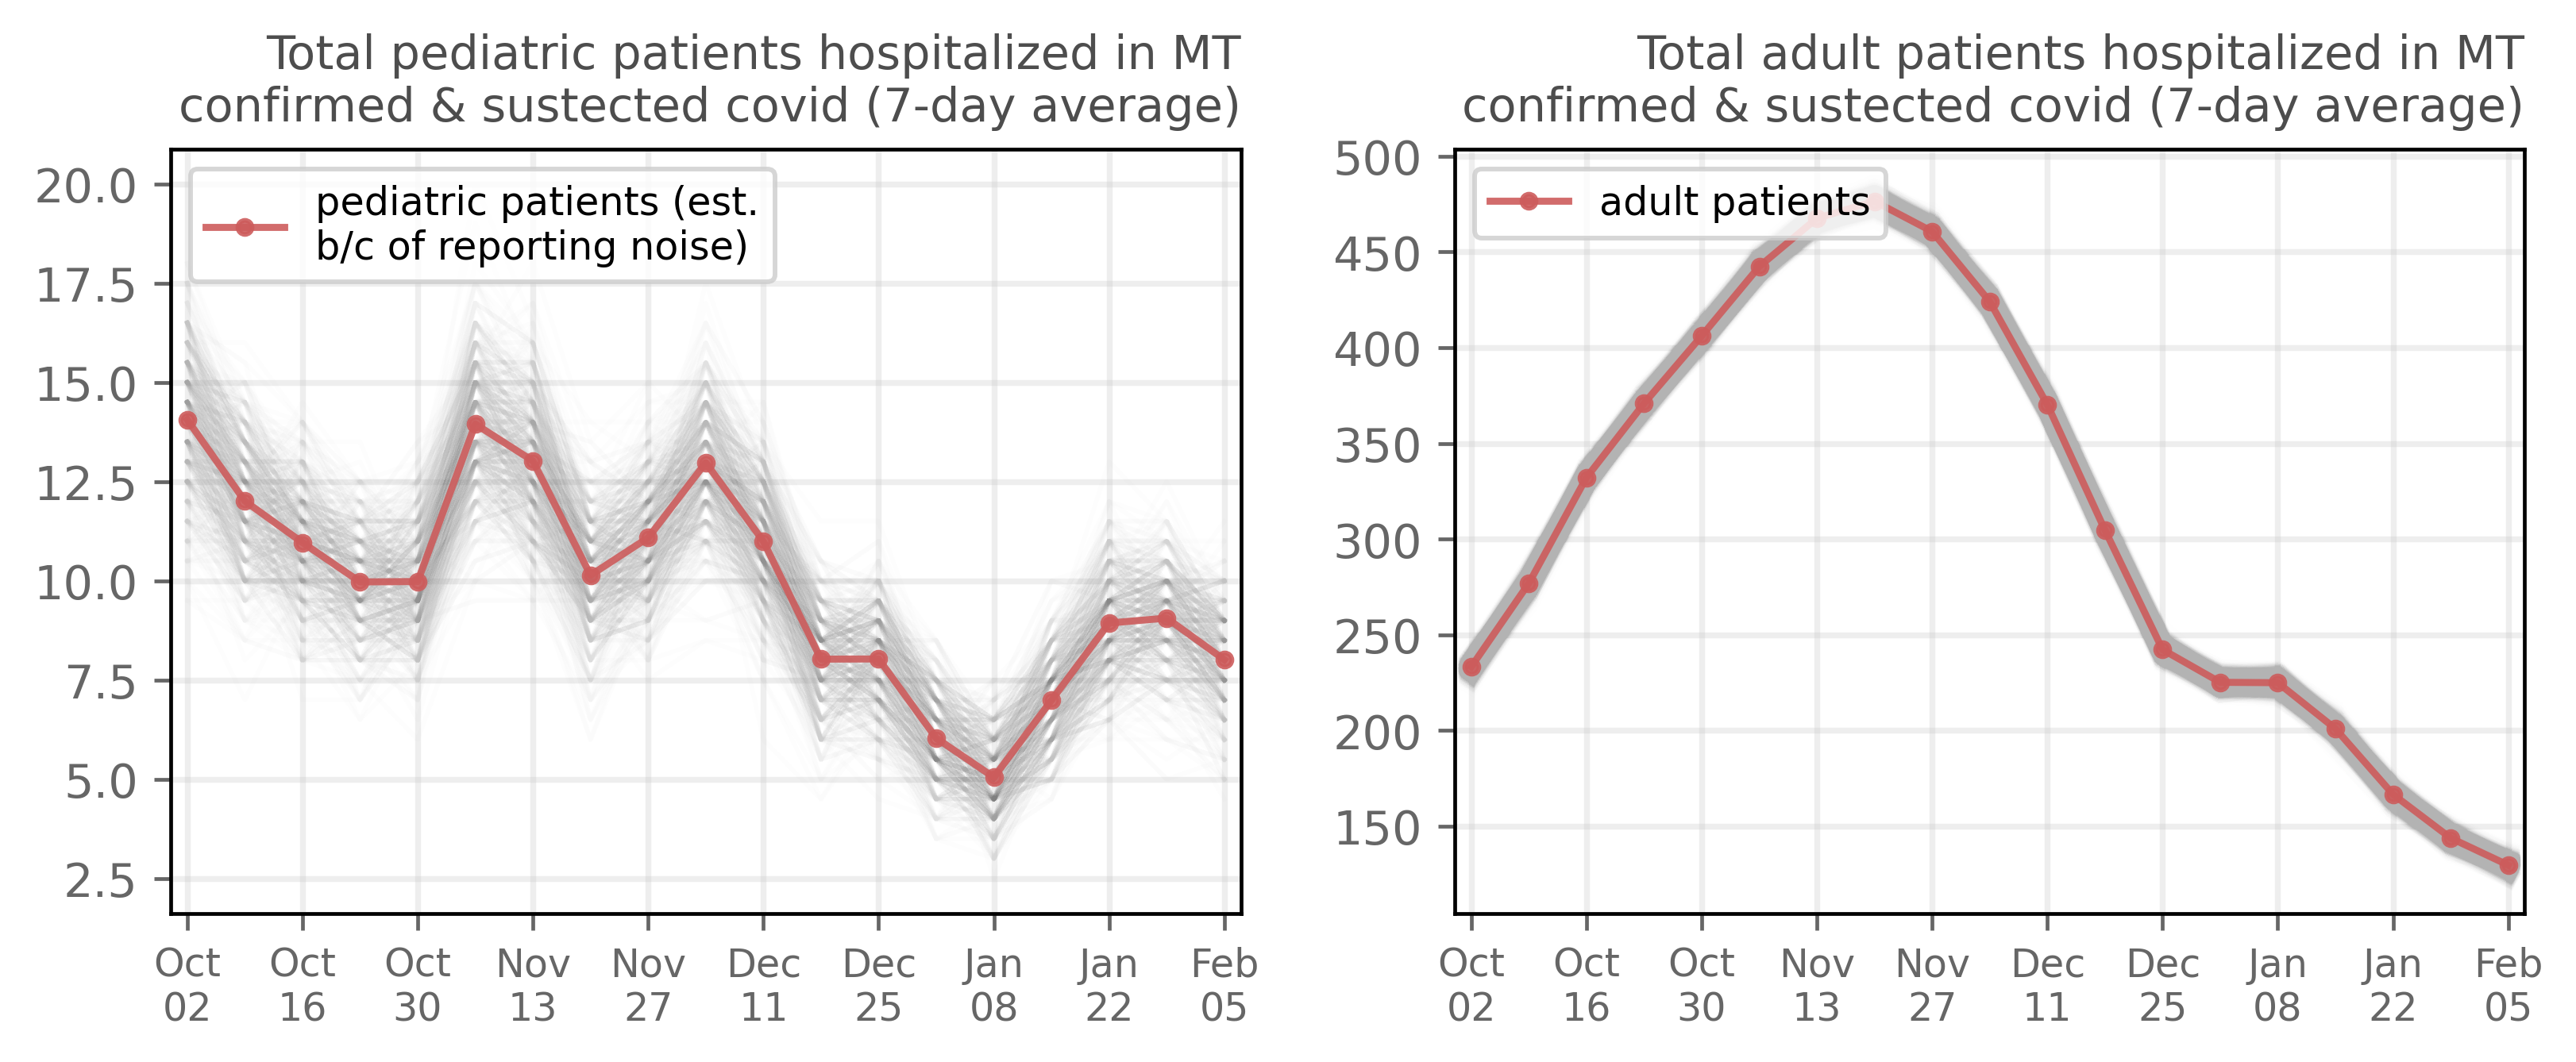 Total pediatric patients hospitalized in MT
confirmed & sustected covid (7-day average)
20.0
17.5
15.0
12.5
10.0
7.5
5.0
2.5
pediatric patients (est.
b/c of reporting noise)
Oct Oct Oct Nov Nov Dec Dec Jan Jan Feb
02 16 30 13 27 11 25 08 22 05
Total adult patients hospitalized in MT
confirmed & sustected covid (7-day average)
500
450
400
350
300
250
200
150
adult patients
Oct Oct Oct Nov Nov Dec Dec Jan Jan Feb
02 16 30 13 27 11 25 08 22 05